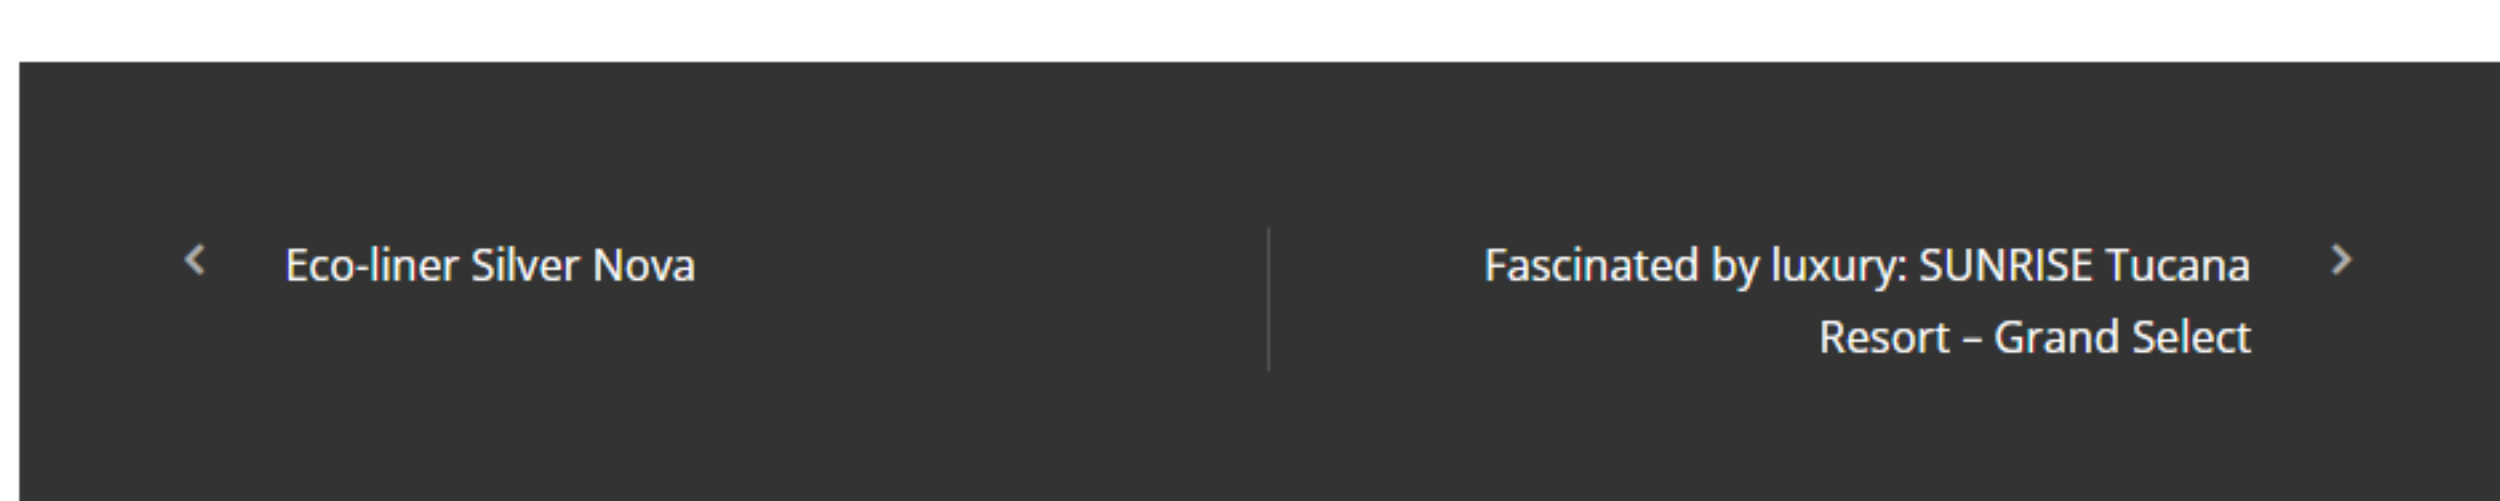 Eco-liner Silver Nova
Fascinated by luxury: SUNRISE Tucana
Resort – Grand Select